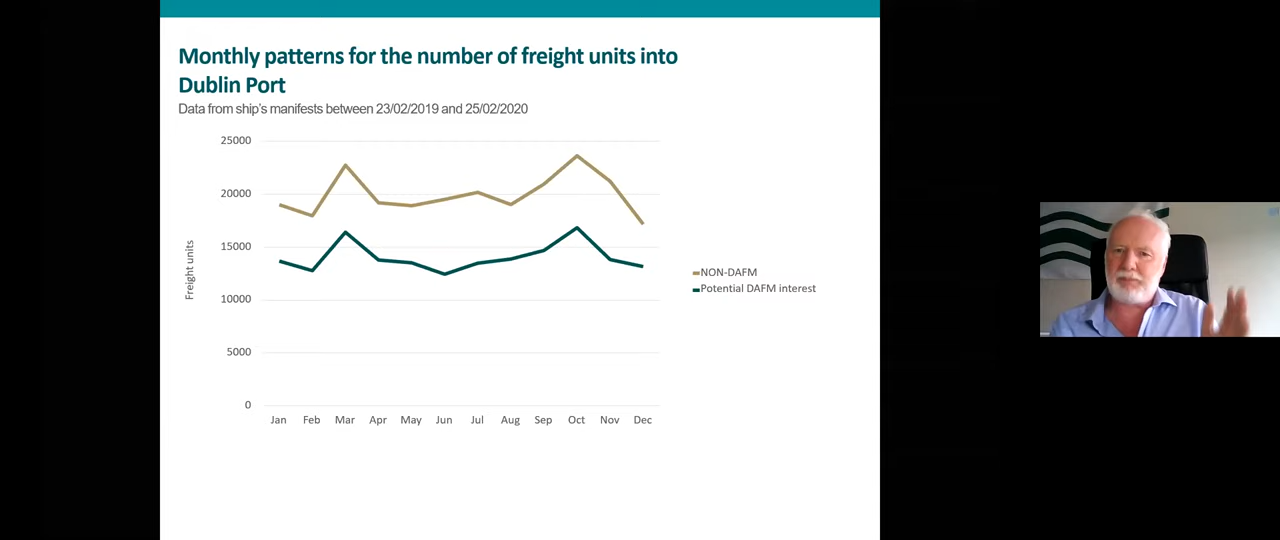 Monthly patterns for the number of freight units into
Dublin Port
Data from ship's manifests between 23/02/2019 and 25/02/2020
25000
20000
15000
10000
5000
0
Freight units
Jan Feb Mar Apr May Jun Jul Aug Sep Oct Nov Dec
NON-DAFM
Potential DAFM interest